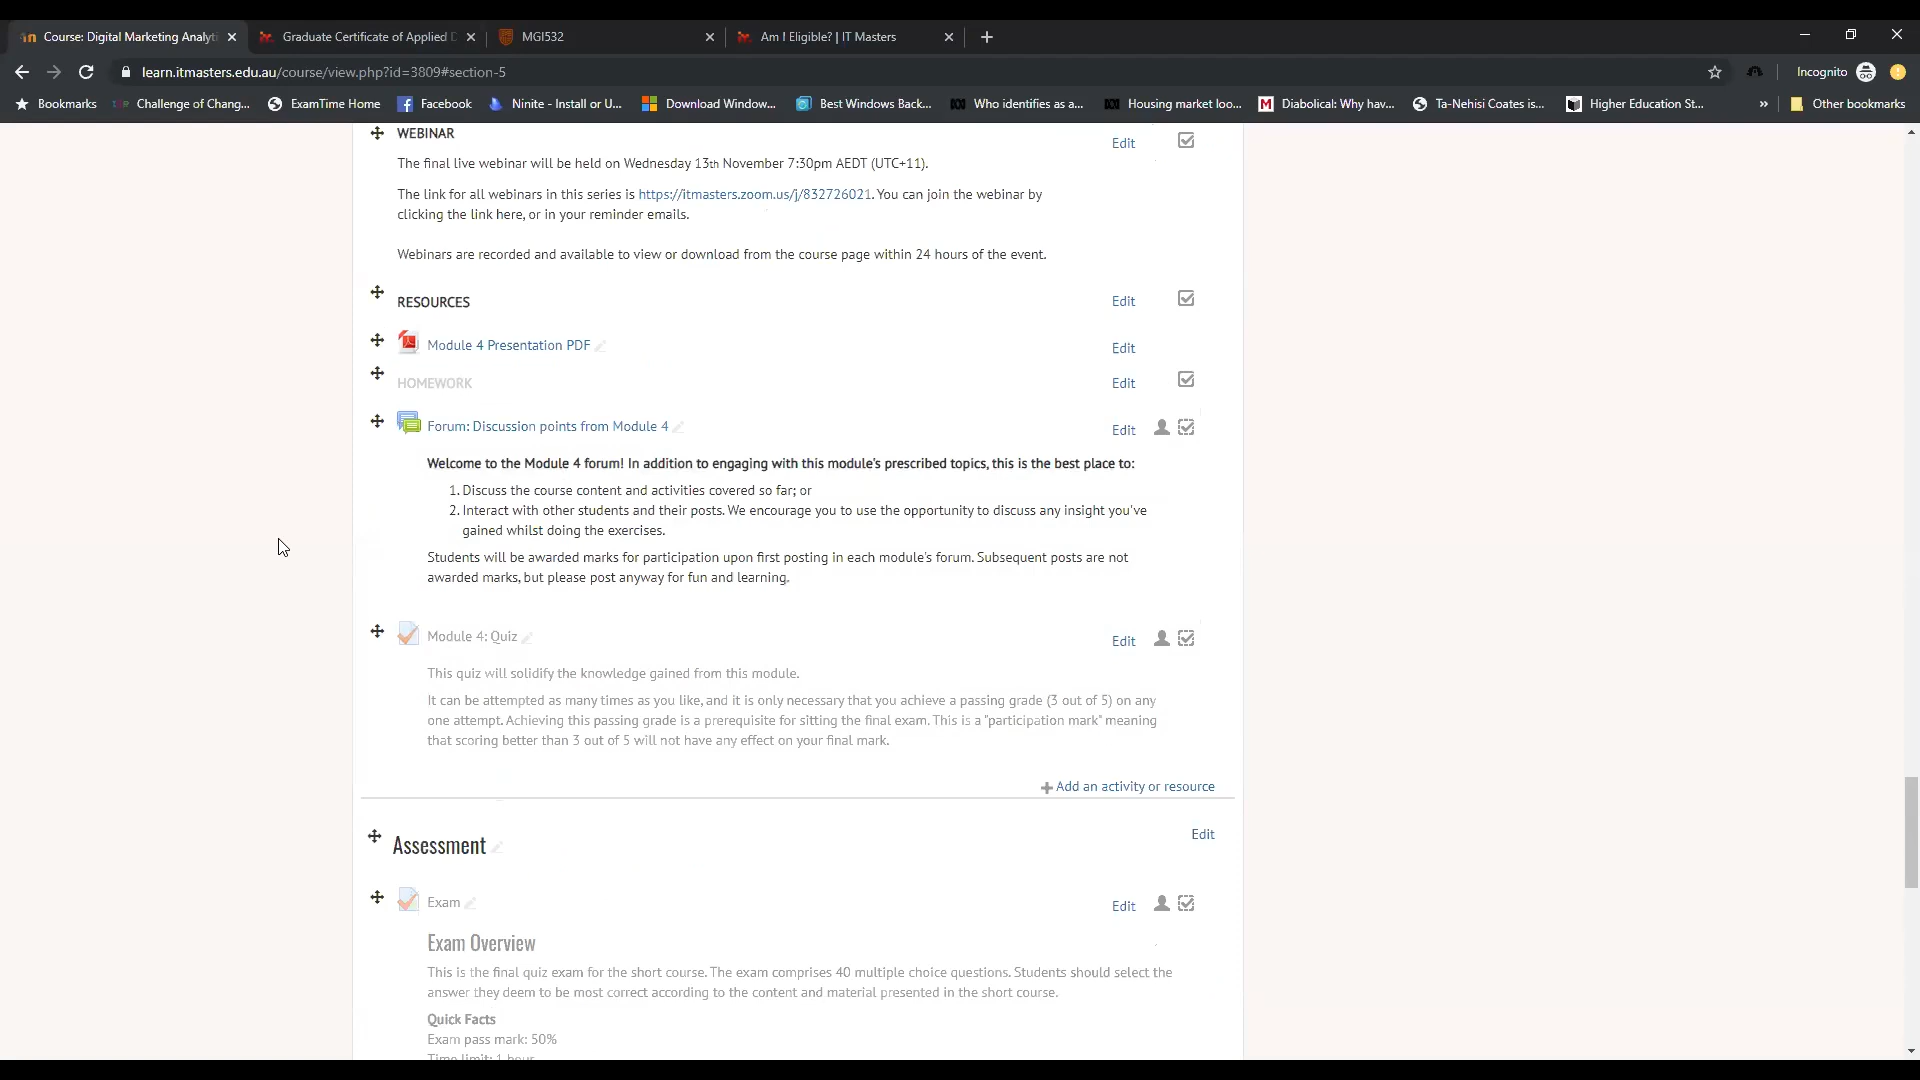 Course: Digital Marketing Analyti
Graduate Certificate of Applied D
MGI532
Am I Eligible? | IT Masters
learn.itmasters.edu.au/course/view.php?id=3809#section-5
Incognito
Bookmarks
Challenge of Chang...
ExamTime Home
Facebook
Ninite - Install or U...
Download Window...
Best Windows Back...
Who identifies as a...
Housing market loo...
Diabolical: Why hav...
Ta-Nehisi Coates is...
Higher Education St...
»
Other bookmarks
WEBINAR
Edit
The final live webinar will be held on Wednesday 13th November 7:30pm AEDT (UTC+11).
The link for all webinars in this series is https://itmasters.zoom.us/j/832726021. You can join the webinar by
clicking the link here, or in your reminder emails.
Webinars are recorded and available to view or download from the course page within 24 hours of the event.
RESOURCES
Edit
Module 4 Presentation PDF
Edit
HOMEWORK
Edit
Forum: Discussion points from Module 4
Edit
Welcome to the Module 4 forum! In addition to engaging with this module's prescribed topics, this is the best place to:
1. Discuss the course content and activities covered so far; or
2. Interact with other students and their posts. We encourage you to use the opportunity to discuss any insight you've
gained whilst doing the exercises.
Students will be awarded marks for participation upon first posting in each module's forum. Subsequent posts are not
awarded marks, but please post anyway for fun and learning.
Module 4: Quiz
Edit
This quiz will solidify the knowledge gained from this module.
It can be attempted as many times as you like, and it is only necessary that you achieve a passing grade (3 out of 5) on any
one attempt. Achieving this passing grade is a prerequisite for sitting the final exam. This is a "participation mark" meaning
that scoring better than 3 out of 5 will not have any effect on your final mark.
Add an activity or resource
Assessment
Edit
Exam
Edit
Exam Overview
This is the final quiz exam for the short course. The exam comprises 40 multiple choice questions. Students should select the
answer they deem to be most correct according to the content and material presented in the short course.
Quick Facts
Exam pass mark: 50%
Time limit: 1 hour